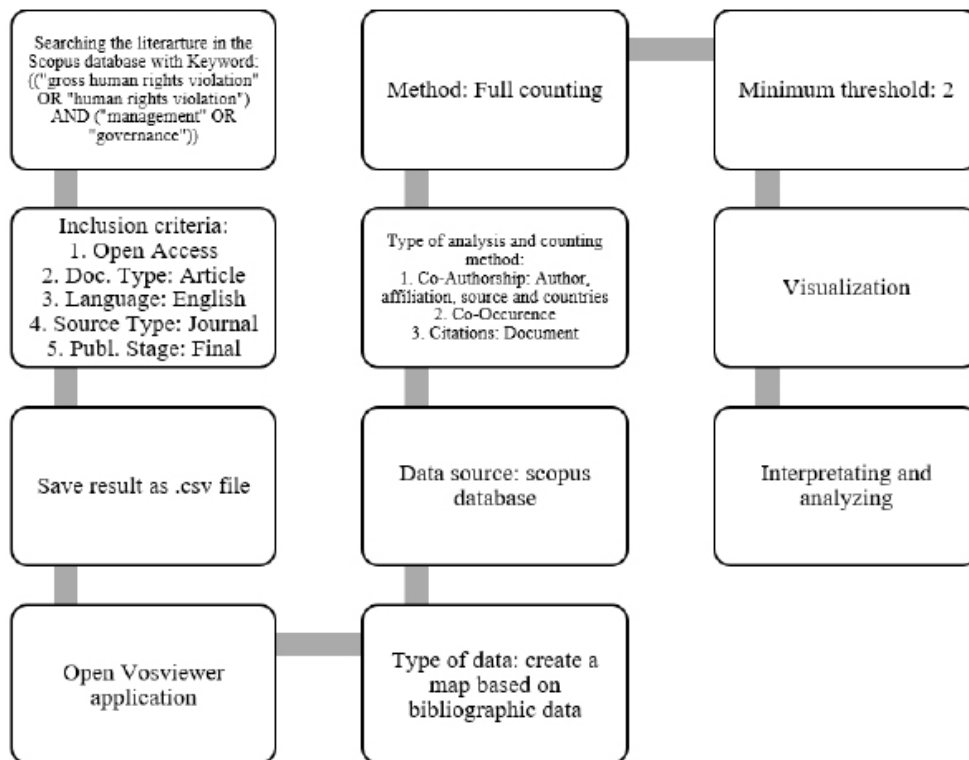 Searching the literarture in the
Scopus database with Keyword:
(("gross human rights violation"
OR "human rights violation")
AND ("management" OR
"governance"))
Inclusion criteria:
1. Open Access
2. Doc. Type: Article
3. Language: English
4. Source Type: Journal
5. Publ. Stage: Final
Save result as .csv file
Open Vosviewer
application
Type of data: create a
map based on
bibliographic data
Data source: scopus
database
Type of analysis and counting
method:
1. Co-Authorship: Author,
affiliation, source and countries
2. Co-Occurence
3. Citations: Document
Method: Full counting
Minimum threshold: 2
Visualization
Interpretating and
analyzing